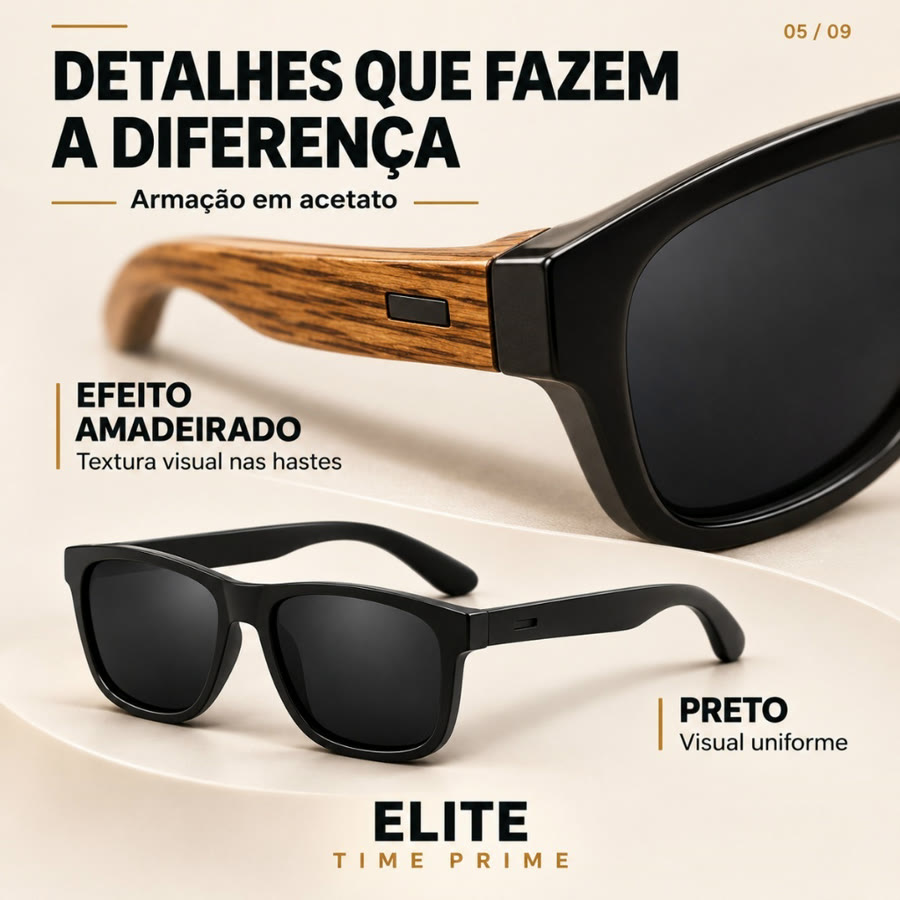 05 / 09
DETALHES QUE FAZEM
A DIFERENÇA
Armação em acetato
EFEITO
AMADEIRADO
Textura visual nas hastes
PRETO
Visual uniforme
ELITE
TIME PRIME